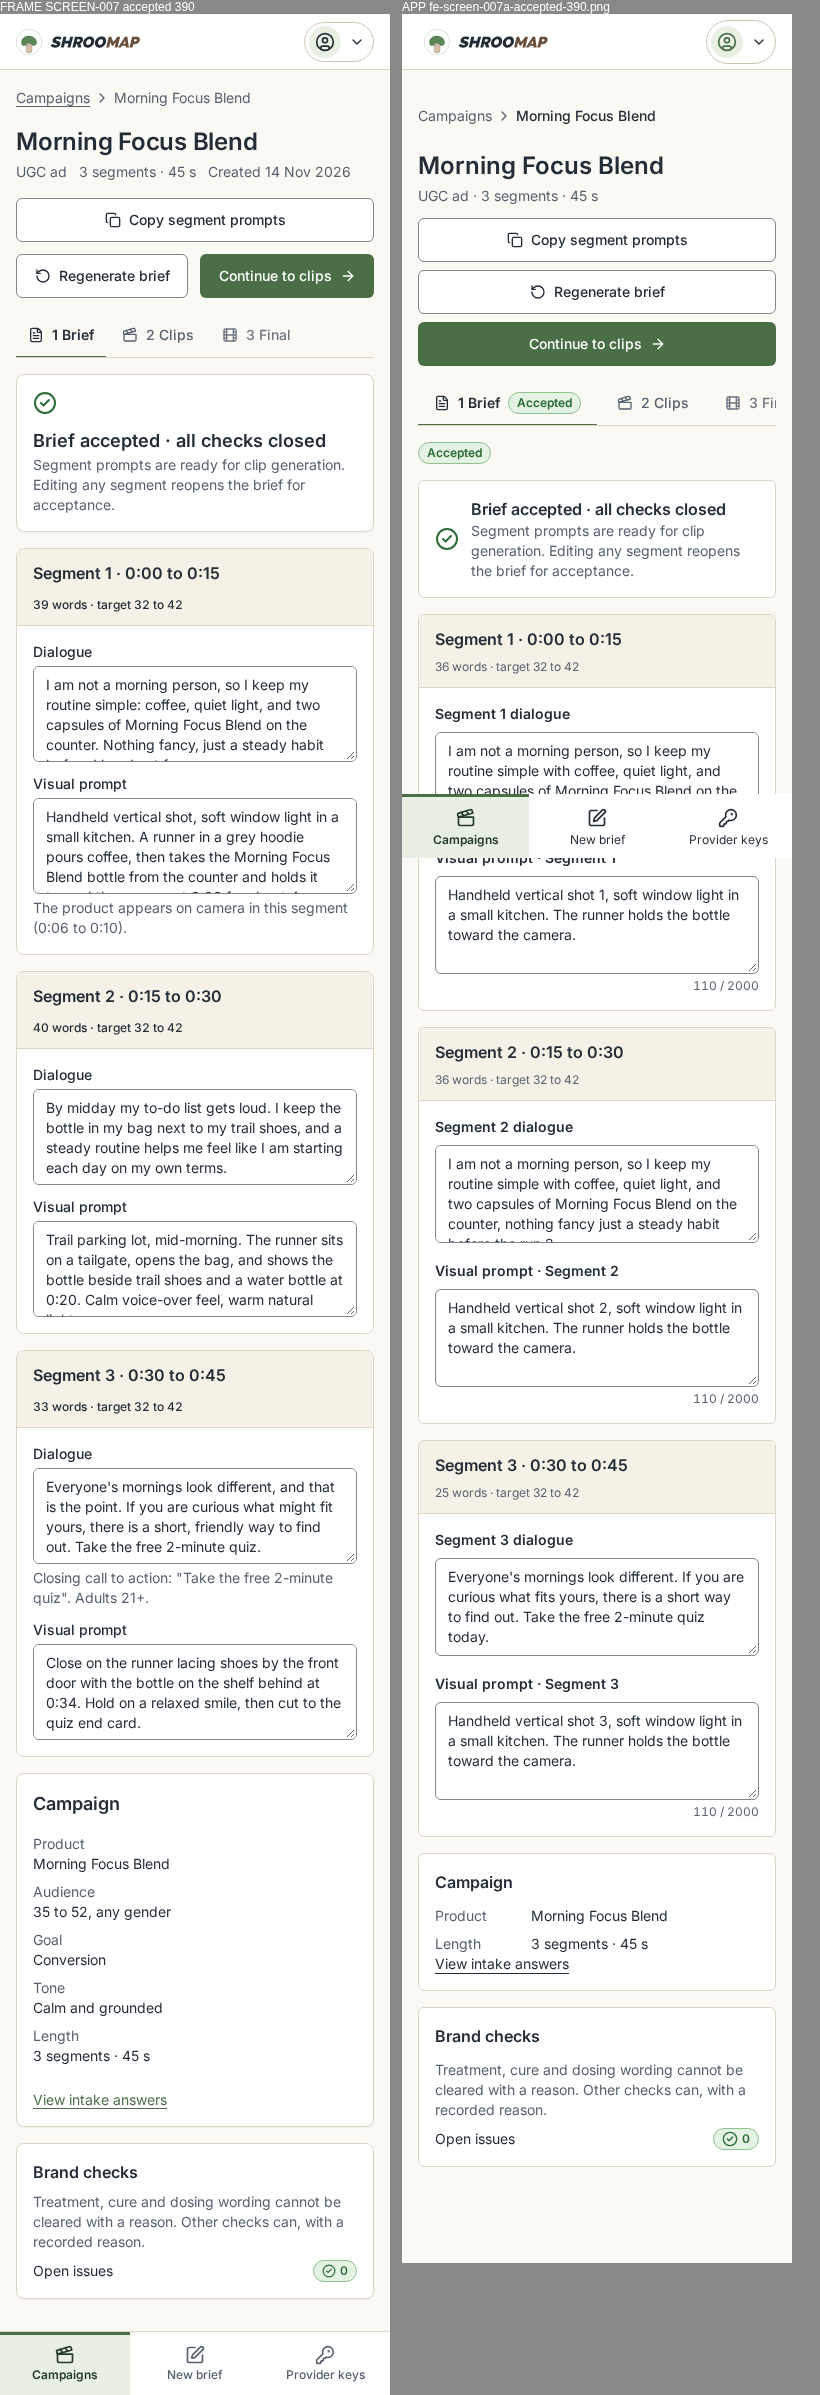 FRAME SCREEN-007 accepted 390
SHROOMAP
Campaigns > Morning Focus Blend
Morning Focus Blend
UGC ad 3 segments · 45 s Created 14 Nov 2026
Copy segment prompts
Regenerate brief
Continue to clips →
1 Brief
2 Clips
3 Final
Brief accepted · all checks closed
Segment prompts are ready for clip generation.
Editing any segment reopens the brief for
acceptance.
Segment 1 · 0:00 to 0:15
39 words · target 32 to 42
Dialogue
I am not a morning person, so I keep my
routine simple: coffee, quiet light, and two
capsules of Morning Focus Blend on the
counter. Nothing fancy, just a steady habit
Visual prompt
Handheld vertical shot, soft window light in a
small kitchen. A runner in a grey hoodie
pours coffee, then takes the Morning Focus
Blend bottle from the counter and holds it
The product appears on camera in this segment
(0:06 to 0:10).
Segment 2 · 0:15 to 0:30
40 words · target 32 to 42
Dialogue
By midday my to-do list gets loud. I keep the
bottle in my bag next to my trail shoes, and a
steady routine helps me feel like I am starting
each day on my own terms.
Visual prompt
Trail parking lot, mid-morning. The runner sits
on a tailgate, opens the bag, and shows the
bottle beside trail shoes and a water bottle at
0:20. Calm voice-over feel, warm natural
Segment 3 · 0:30 to 0:45
33 words · target 32 to 42
Dialogue
Everyone's mornings look different, and that
is the point. If you are curious what might fit
yours, there is a short, friendly way to find
out. Take the free 2-minute quiz.
Closing call to action: "Take the free 2-minute
quiz". Adults 21+.
Visual prompt
Close on the runner lacing shoes by the front
door with the bottle on the shelf behind at
0:34. Hold on a relaxed smile, then cut to the
quiz end card.
Campaign
Product
Morning Focus Blend
Audience
35 to 52, any gender
Goal
Conversion
Tone
Calm and grounded
Length
3 segments · 45 s
View intake answers
Brand checks
Treatment, cure and dosing wording cannot be
cleared with a reason. Other checks can, with a
recorded reason.
Open issues 0
Campaigns
New brief
Provider keys
APP fe-screen-007a-accepted-390.png
SHROOMAP
Campaigns > Morning Focus Blend
Morning Focus Blend
UGC ad · 3 segments · 45 s
Copy segment prompts
Regenerate brief
Continue to clips →
1 Brief Accepted
2 Clips
3 Fi
Accepted
Brief accepted · all checks closed
Segment prompts are ready for clip
generation. Editing any segment reopens
the brief for acceptance.
Segment 1 · 0:00 to 0:15
36 words · target 32 to 42
Segment 1 dialogue
I am not a morning person, so I keep my
routine simple with coffee, quiet light, and
two capsules of Morning Focus Blend on the
Campaigns
New brief
Provider keys
Visual prompt · Segment 1
Handheld vertical shot 1, soft window light in
a small kitchen. The runner holds the bottle
toward the camera.
110 / 2000
Segment 2 · 0:15 to 0:30
36 words · target 32 to 42
Segment 2 dialogue
I am not a morning person, so I keep my
routine simple with coffee, quiet light, and
two capsules of Morning Focus Blend on the
counter, nothing fancy just a steady habit
Visual prompt · Segment 2
Handheld vertical shot 2, soft window light in
a small kitchen. The runner holds the bottle
toward the camera.
110 / 2000
Segment 3 · 0:30 to 0:45
25 words · target 32 to 42
Segment 3 dialogue
Everyone's mornings look different. If you are
curious what fits yours, there is a short way
to find out. Take the free 2-minute quiz
today.
Visual prompt · Segment 3
Handheld vertical shot 3, soft window light in
a small kitchen. The runner holds the bottle
toward the camera.
110 / 2000
Campaign
Product Morning Focus Blend
Length 3 segments · 45 s
View intake answers
Brand checks
Treatment, cure and dosing wording cannot be
cleared with a reason. Other checks can, with a
recorded reason.
Open issues 0